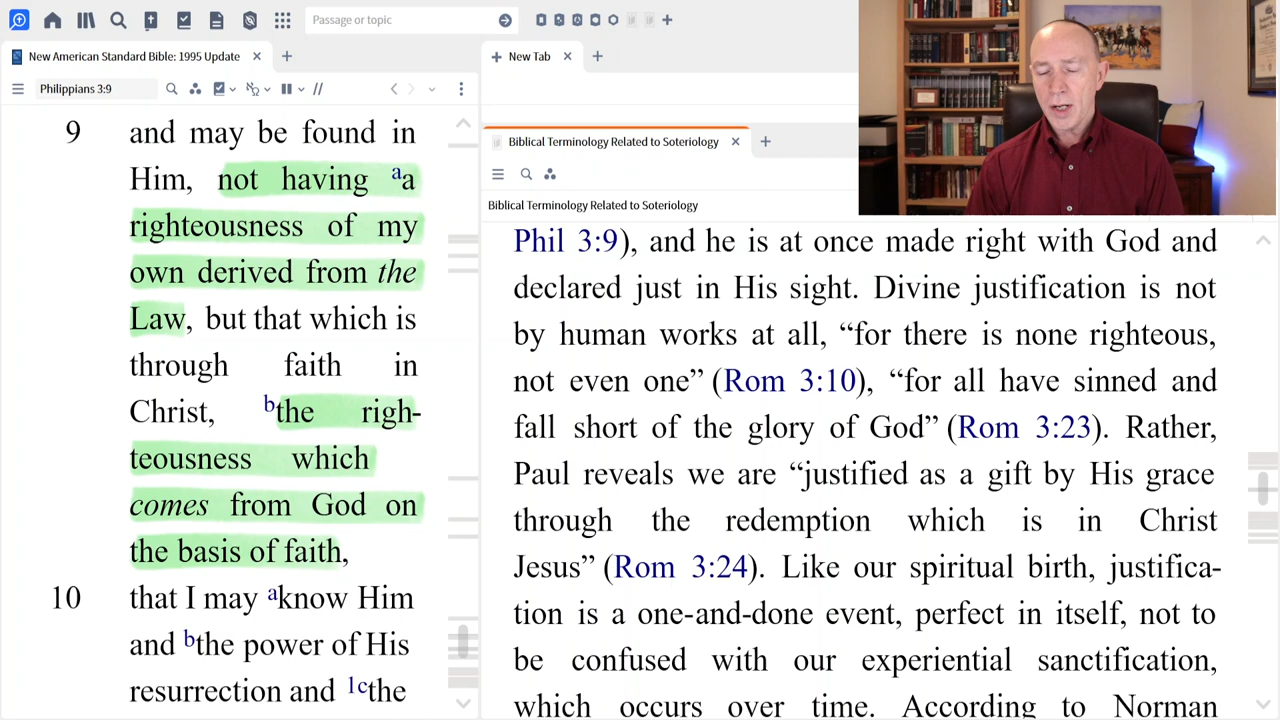 Passage or topic
New American Standard Bible: 1995 Update
New Tab
Philippians 3:9
Biblical Terminology Related to Soteriology
Biblical Terminology Related to Soteriology
9 and may be found in
Him, not having aa
righteousness of my
own derived from the
Law, but that which is
through faith in
Christ, bthe righ-
teousness which
comes from God on
the basis of faith,
10 that I may aknow Him
and bthe power of His
resurrection and 1cthe
Phil 3:9), and he is at once made right with God and
declared just in His sight. Divine justification is not
by human works at all, “for there is none righteous,
not even one” (Rom 3:10), “for all have sinned and
fall short of the glory of God” (Rom 3:23). Rather,
Paul reveals we are “justified as a gift by His grace
through the redemption which is in Christ
Jesus” (Rom 3:24). Like our spiritual birth, justifica-
tion is a one-and-done event, perfect in itself, not to
be confused with our experiential sanctification,
which occurs over time. According to Norman